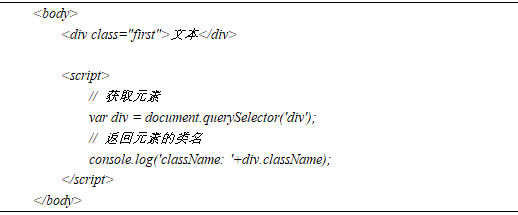 <body>
<div class="first">文本</div>
<script>
// 获取元素
var div = document.querySelector('div');
// 返回元素的类名
console.log('className: '+div.className);
</script>
</body>